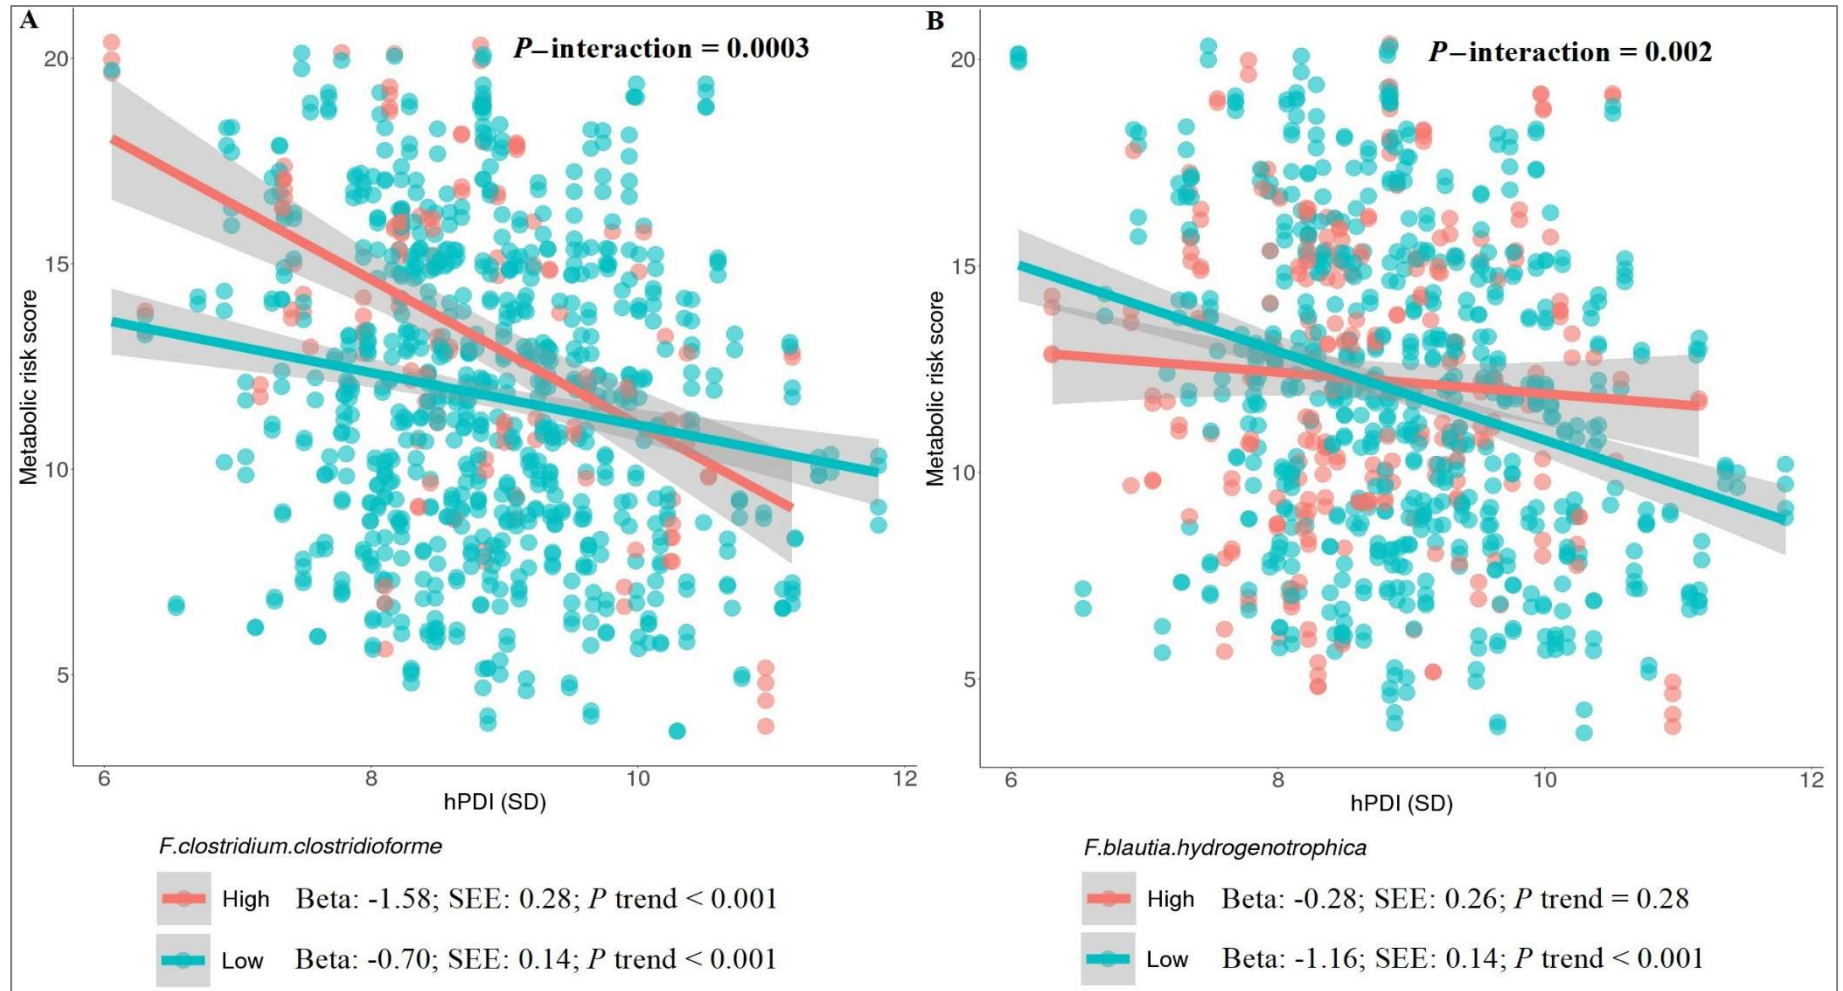 A
P–interaction = 0.0003
20
15
10
5
Metabolic risk score
6 8 10 12
hPDI (SD)
F.clostridium.clostridioforme
High Beta: -1.58; SEE: 0.28; P trend < 0.001
Low Beta: -0.70; SEE: 0.14; P trend < 0.001
B
P–interaction = 0.002
20
15
10
5
Metabolic risk score
6 8 10 12
hPDI (SD)
F.blautia.hydrogenotrophica
High Beta: -0.28; SEE: 0.26; P trend = 0.28
Low Beta: -1.16; SEE: 0.14; P trend < 0.001